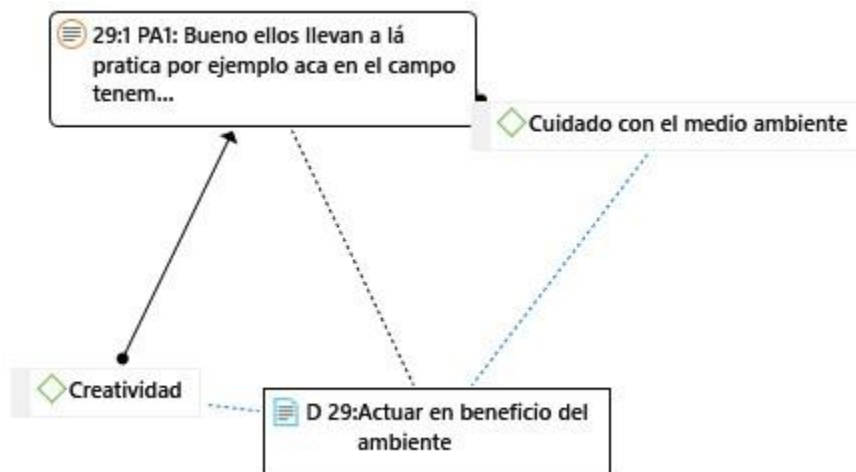 29:1 PA1: Bueno ellos llevan a lá
pratica por ejemplo aca en el campo
tenem...
Cuidado con el medio ambiente
Creatividad
D 29:Actuar en beneficio del
ambiente